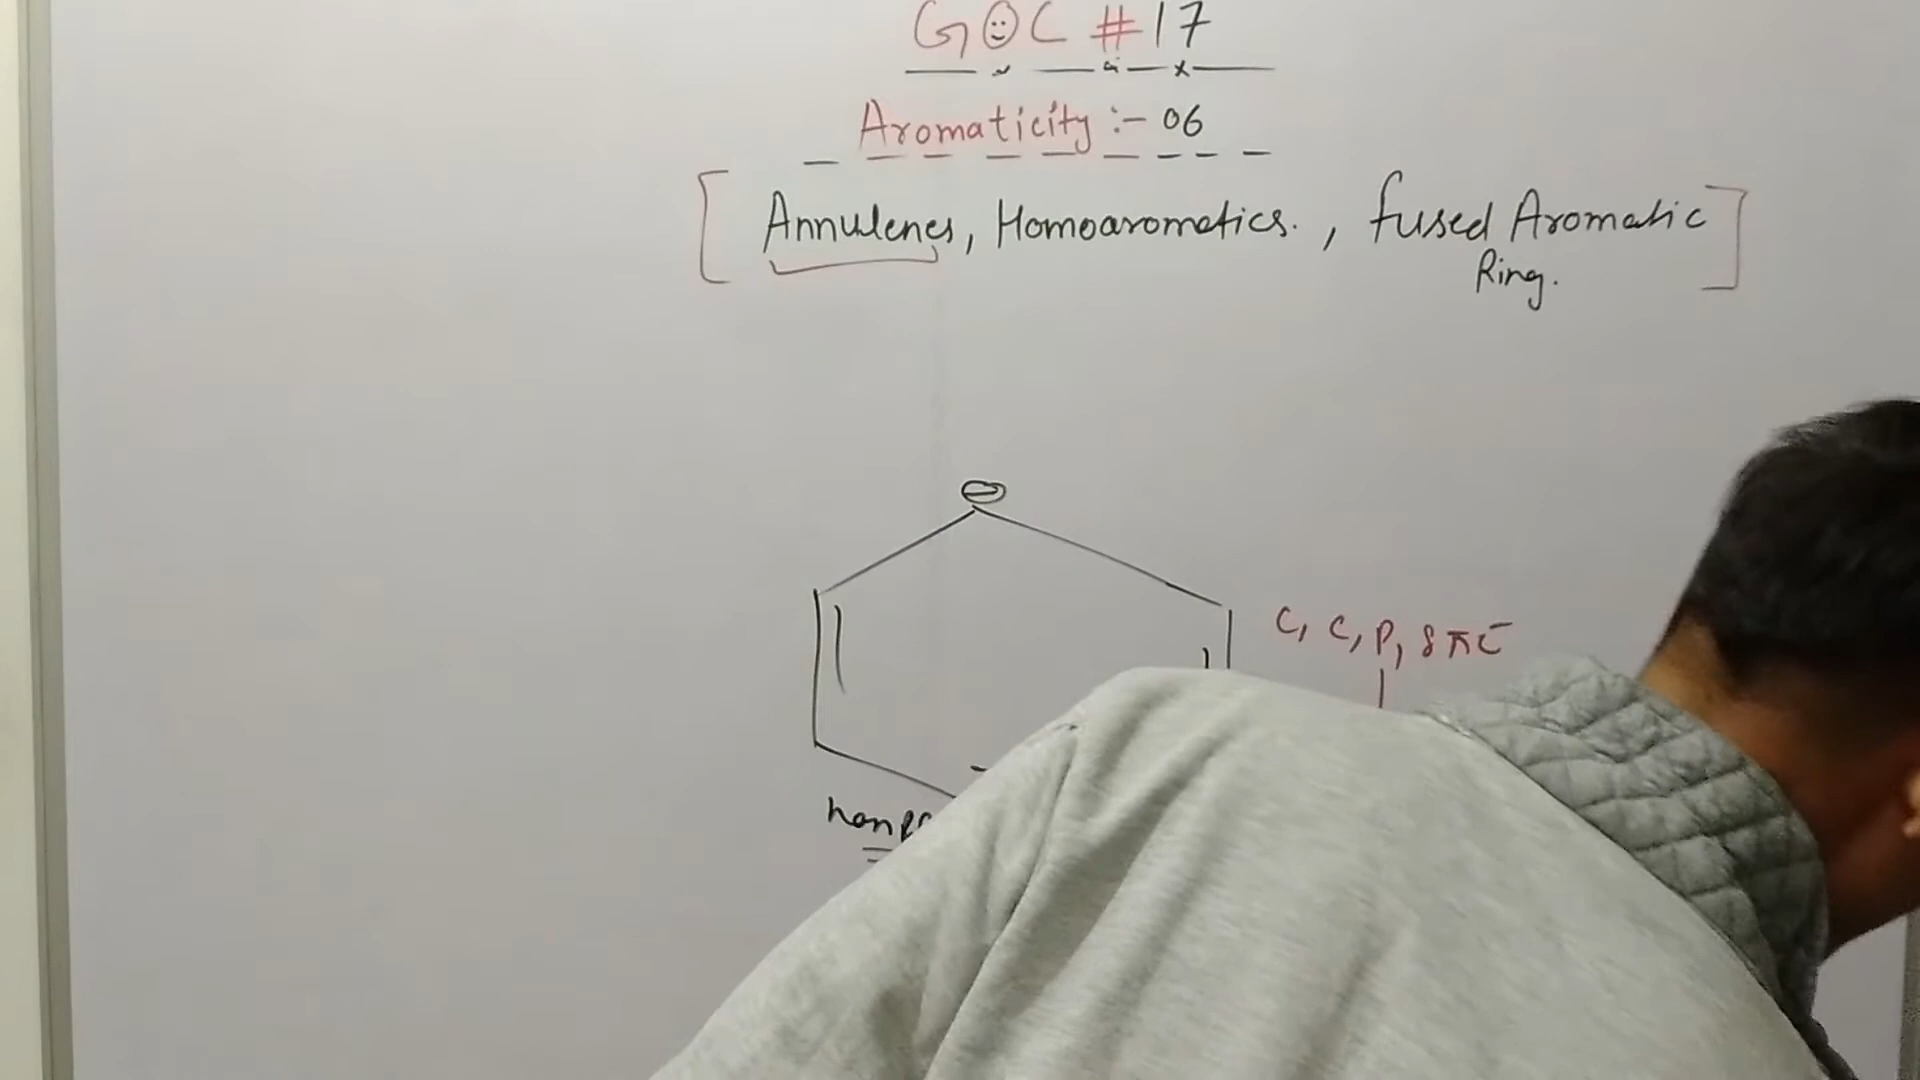 GOC #17
Aromaticity :- 06
[ Annulenes, Homoaromatics. , fused Aromatic
Ring. ]
⊖
C, C, P, 8πē